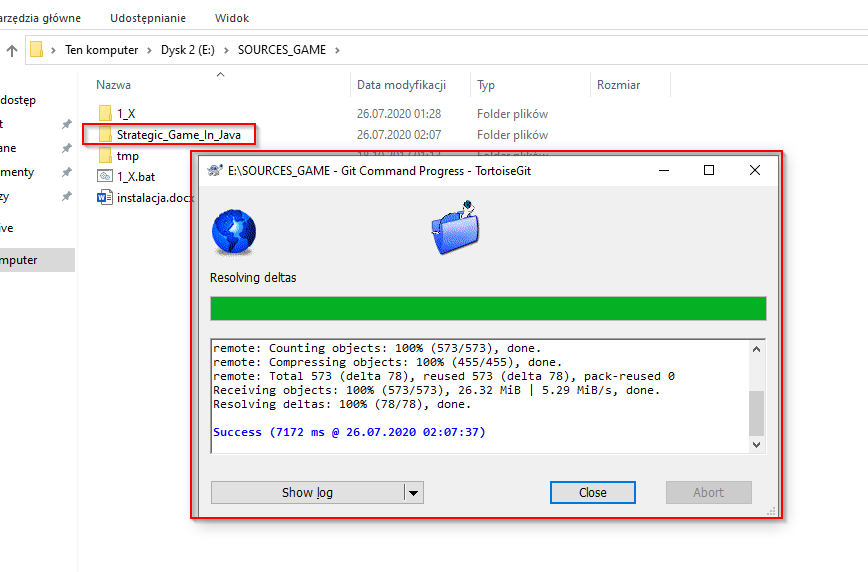 arzędzia główne Udostępnianie Widok
Ten komputer > Dysk 2 (E:) > SOURCES_GAME >
Nazwa Data modyfikacji Typ Rozmiar
dostęp
1_X 26.07.2020 01:28 Folder plików
t
Strategic_Game_In_Java 26.07.2020 02:07 Folder plików
ane
tmp
menty
1_X.bat
zy
instalacja.docx
ive
mputer
E:\SOURCES_GAME - Git Command Progress - TortoiseGit
Resolving deltas
remote: Counting objects: 100% (573/573), done.
remote: Compressing objects: 100% (455/455), done.
remote: Total 573 (delta 78), reused 573 (delta 78), pack-reused 0
Receiving objects: 100% (573/573), 26.32 MiB | 5.29 MiB/s, done.
Resolving deltas: 100% (78/78), done.
Success (7172 ms @ 26.07.2020 02:07:37)
Show log
Close
Abort